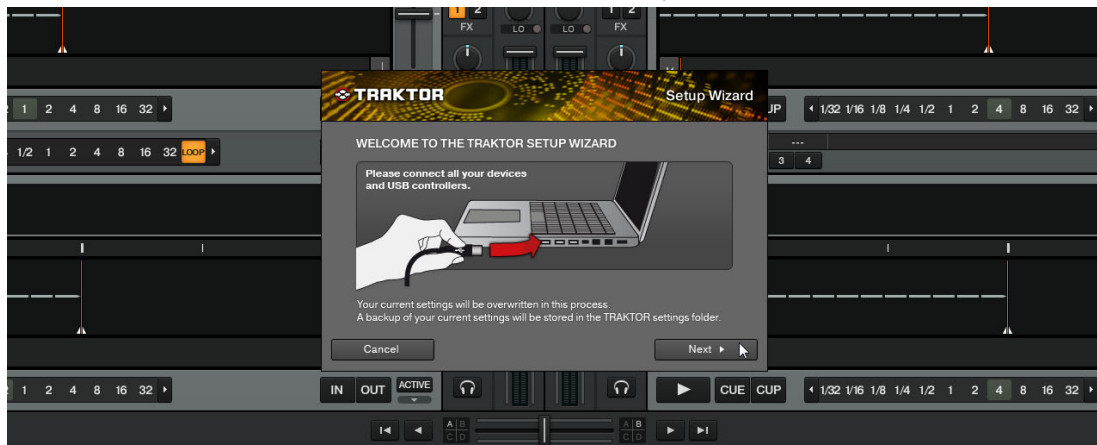 1 2
FX
LO
LO
1 2
FX
TRAKTOR
Setup Wizard
1 2 4 8 16 32
UP
1/32 1/16 1/8 1/4 1/2 1 2 4 8 16 32
WELCOME TO THE TRAKTOR SETUP WIZARD
1/2 1 2 4 8 16 32 LOOP
---
3 4
Please connect all your devices
and USB controllers.
Your current settings will be overwritten in this process.
A backup of your current settings will be stored in the TRAKTOR settings folder.
Cancel
Next
1 2 4 8 16 32
IN OUT ACTIVE
CUE CUP
1/32 1/16 1/8 1/4 1/2 1 2 4 8 16 32
A B
C D
A B
C D